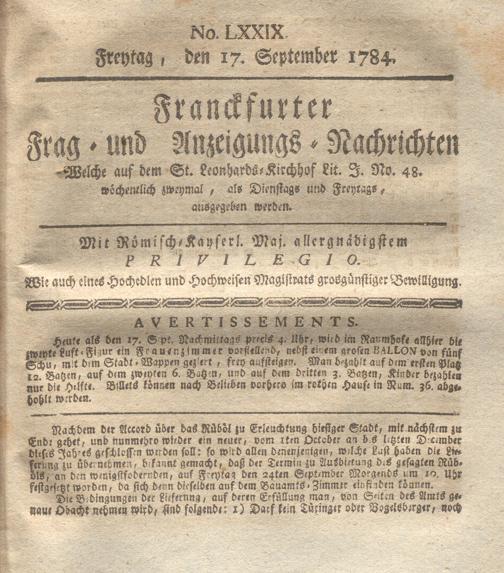 No. LXXIX.
Freytag, den 17. September 1784.
Franckfurter
Frag- und Anzeigungs-Nachrichten
Welche auf dem St. Leonhards-Kirchhof Lit. J. No. 48.
wöchentlich zweymal, als Dienstags und Freytags,
ausgegeben werden.
Mit Römisch-Kayserl. Maj. allergnädigstem
PRIVILEGIO.
Wie auch eines Hochedlen und Hochweisen Magistrats grosgünstiger Bewilligung.
AVERTISSEMENTS.
Heute als den 17. Spt. Nachmittags precis 4. Uhr, wird im Raumhofe allhier die
zweyte Luft-Figur ein Frauenzimmer vorstellend, nebst einem grosen BALLON von fünf
Schu, mit dem Stadt-Wappen geziert, frey aufsteigen. Man bezahlt auf dem ersten Platz
12. Batzen, auf dem zweyten 6. Batzen, und auf dem dritten 3. Batzen, Kinder bezahlen
nur die Helfte. Billets können nach Belieben vorhero im rothen Hause in Num. 36. abge-
hohlt werden.
Nachdem der Accord über das Rüböl zu Erleuchtung hiesiger Stadt, mit nächstem zu
Ende gehet, und nunmehro wieder ein neuer, vom 1ten October an bis letzten December
dieses Jahres geschlossen werden soll: so wird allen denenjenigen, welche Lust haben die Lie-
ferung zu übernehmen, bekannt gemacht, daß der Termin zu Ausbietung des gesagten Rüb-
öls, an den wenigstfodernden, auf Freytag den 24ten September Morgends um 10. Uhr
festgesetzt worden, da sich denn dieselben auf dem Bauamts-Zimmer einfinden können.
Die Bedingungen der Lieferung, auf deren Erfüllung man, von Seiten des Amts ge-
naue Obacht nehmen wird, sind folgende: 1) Darf kein Türinger oder Vogelsberger, noch